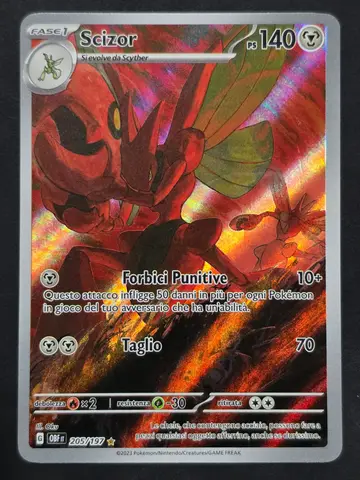 FASE 1
Scizor
PS 140
Si evolve da Scyther
Forbici Punitive 10+
Questo attacco infligge 50 danni in più per ogni Pokémon
in gioco del tuo avversario che ha un'abilità.
Taglio 70
debolezza x2 resistenza -30 ritirata
Le chele, che contengono acciaio, possono fare a
pezzi qualsiasi oggetto afferrino, anche se durissimo.
G OBF IT 205/197
©2023 Pokémon/Nintendo/Creatures/GAME FREAK